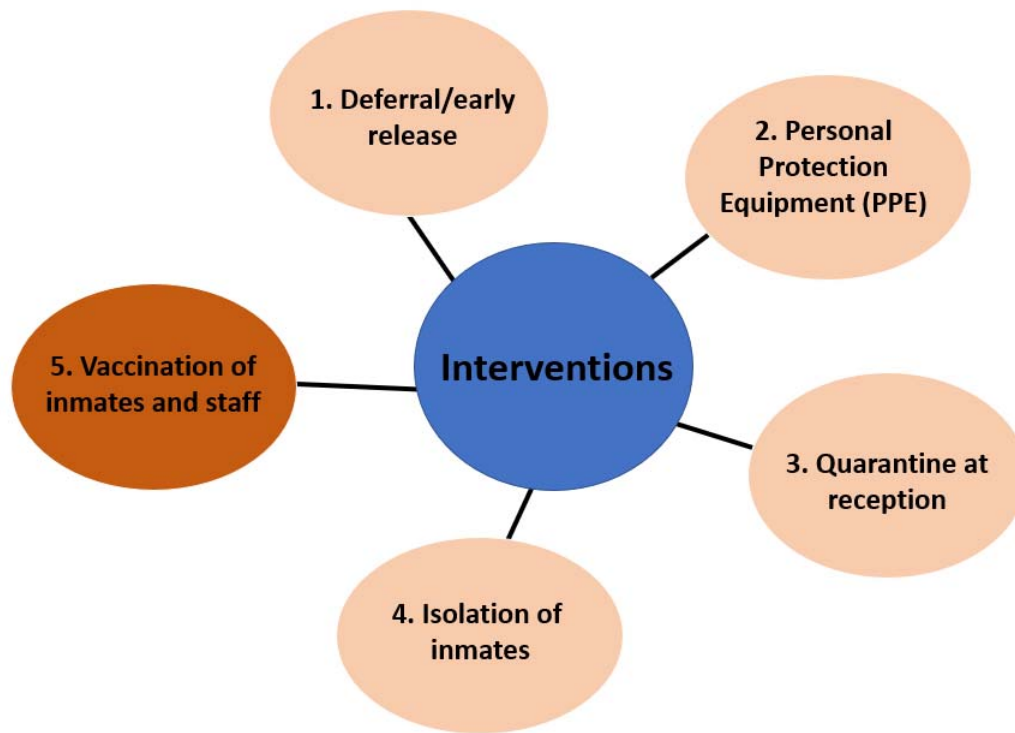 1. Deferral/early
release
2. Personal
Protection
Equipment (PPE)
Interventions
5. Vaccination of
inmates and staff
3. Quarantine at
reception
4. Isolation of
inmates